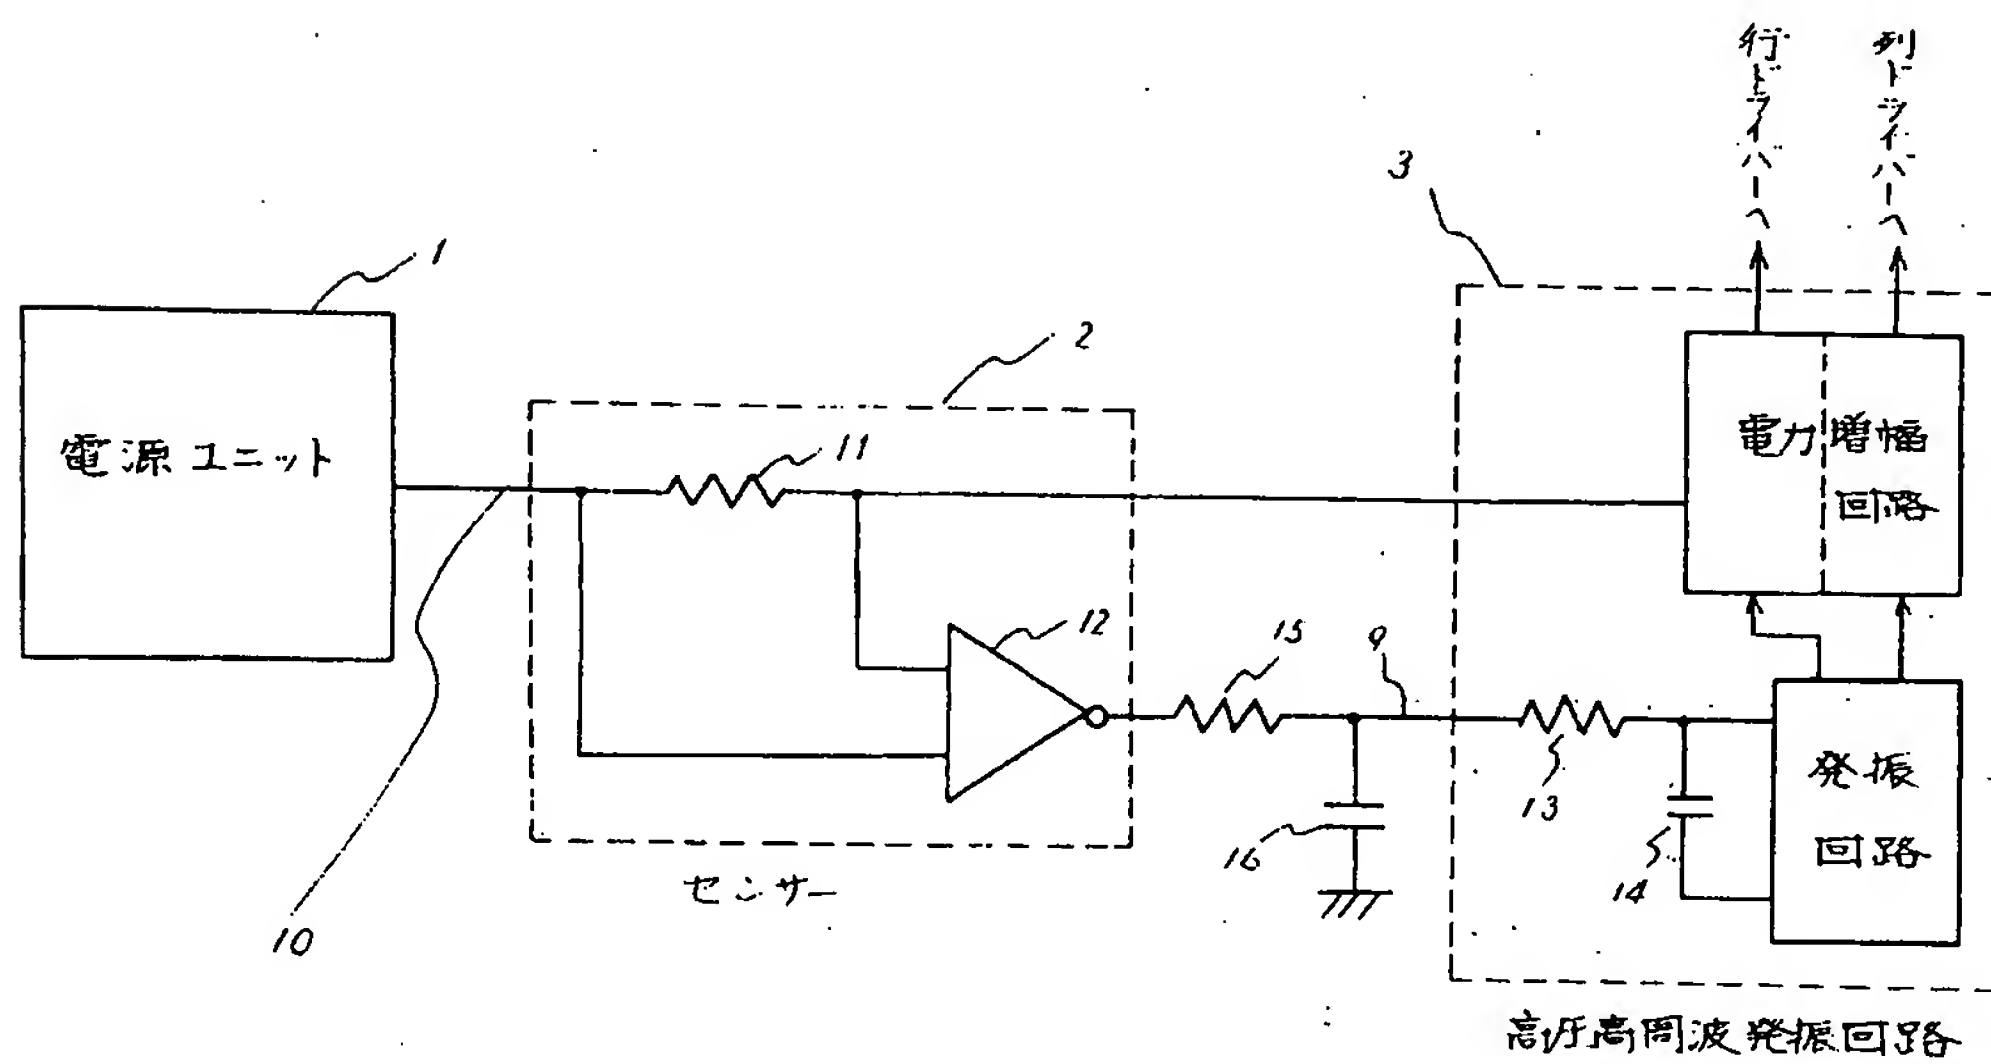 行ドライバーへ
列ドライバーへ
3
1
2
電源ユニット
11
電力増幅
回路
12
15
9
13
発振
回路
14
16
センサー
10
高圧高周波発振回路